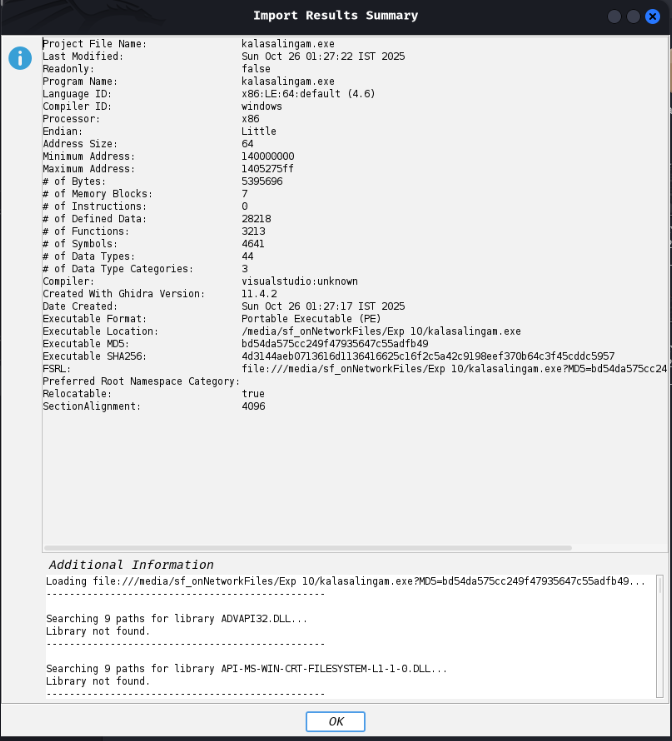 Import Results Summary
Project File Name: kalasalingam.exe
Last Modified: Sun Oct 26 01:27:22 IST 2025
Readonly: false
Program Name: kalasalingam.exe
Language ID: x86:LE:64:default (4.6)
Compiler ID: windows
Processor: x86
Endian: Little
Address Size: 64
Minimum Address: 140000000
Maximum Address: 1405275ff
# of Bytes: 5395696
# of Memory Blocks: 7
# of Instructions: 0
# of Defined Data: 28218
# of Functions: 3213
# of Symbols: 4641
# of Data Types: 44
# of Data Type Categories: 3
Compiler: visualstudio:unknown
Created With Ghidra Version: 11.4.2
Date Created: Sun Oct 26 01:27:17 IST 2025
Executable Format: Portable Executable (PE)
Executable Location: /media/sf_onNetworkFiles/Exp 10/kalasalingam.exe
Executable MD5: bd54da575cc249f47935647c55adfb49
Executable SHA256: 4d3144aeb0713616d1136416625c16f2c5a42c9198eef370b64c3f45cddc5957
FSRL: file:///media/sf_onNetworkFiles/Exp 10/kalasalingam.exe?MD5=bd54da575cc24
Preferred Root Namespace Category:
Relocatable: true
SectionAlignment: 4096
Additional Information
Loading file:///media/sf_onNetworkFiles/Exp 10/kalasalingam.exe?MD5=bd54da575cc249f47935647c55adfb49...
------------------------------------------------
Searching 9 paths for library ADVAPI32.DLL...
Library not found.
------------------------------------------------
Searching 9 paths for library API-MS-WIN-CRT-FILESYSTEM-L1-1-0.DLL...
Library not found.
------------------------------------------------
OK